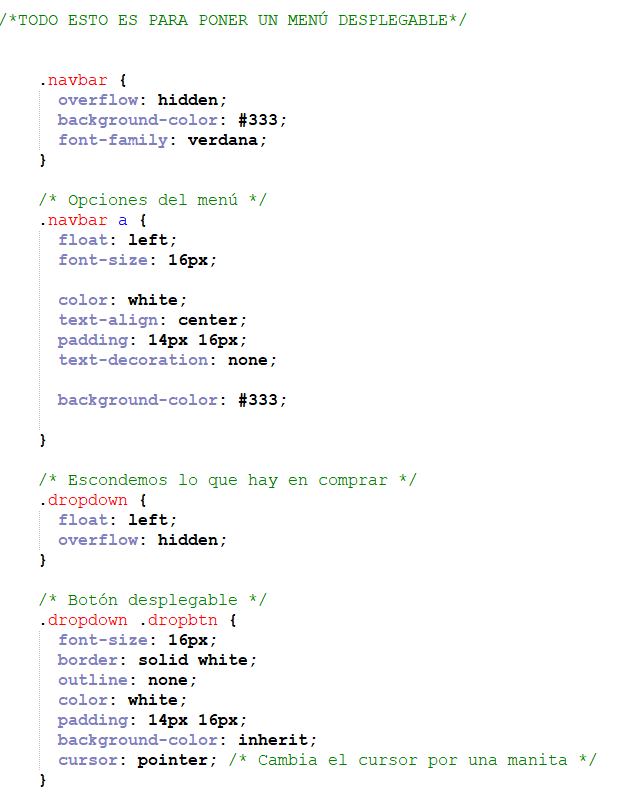 /*TODO ESTO ES PARA PONER UN MENÚ DESPLEGABLE*/
.navbar {
overflow: hidden;
background-color: #333;
font-family: verdana;
}
/* Opciones del menú */
.navbar a {
float: left;
font-size: 16px;
color: white;
text-align: center;
padding: 14px 16px;
text-decoration: none;
background-color: #333;
}
/* Escondemos lo que hay en comprar */
.dropdown {
float: left;
overflow: hidden;
}
/* Botón desplegable */
.dropdown .dropbtn {
font-size: 16px;
border: solid white;
outline: none;
color: white;
padding: 14px 16px;
background-color: inherit;
cursor: pointer; /* Cambia el cursor por una manita */
}